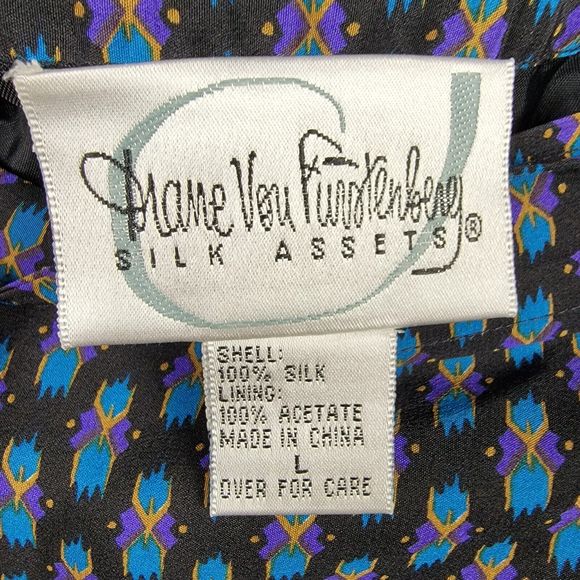 Diane Von Furstenberg
SILK ASSETS®
SHELL:
100% SILK
LINING:
100% ACETATE
MADE IN CHINA
L
OVER FOR CARE